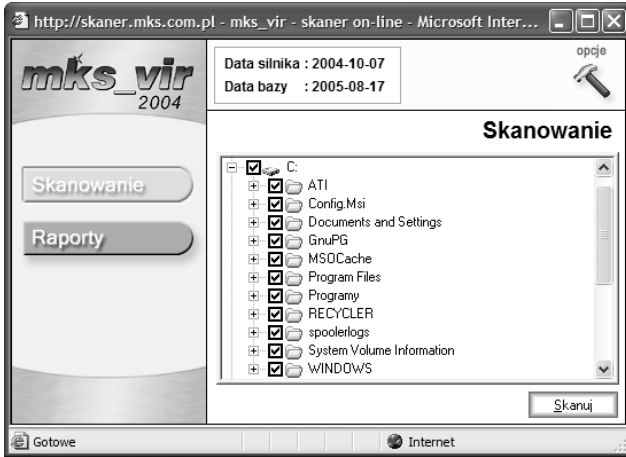 http://skaner.mks.com.pl - mks_vir - skaner on-line - Microsoft Inter...
mks_vir
2004
Data silnika : 2004-10-07
Data bazy : 2005-08-17
opcje
Skanowanie
Skanowanie
Raporty
C:
ATI
Config.Msi
Documents and Settings
GnuPG
MSOCache
Program Files
Programy
RECYCLER
spoolerlogs
System Volume Information
WINDOWS
Skanuj
Gotowe
Internet